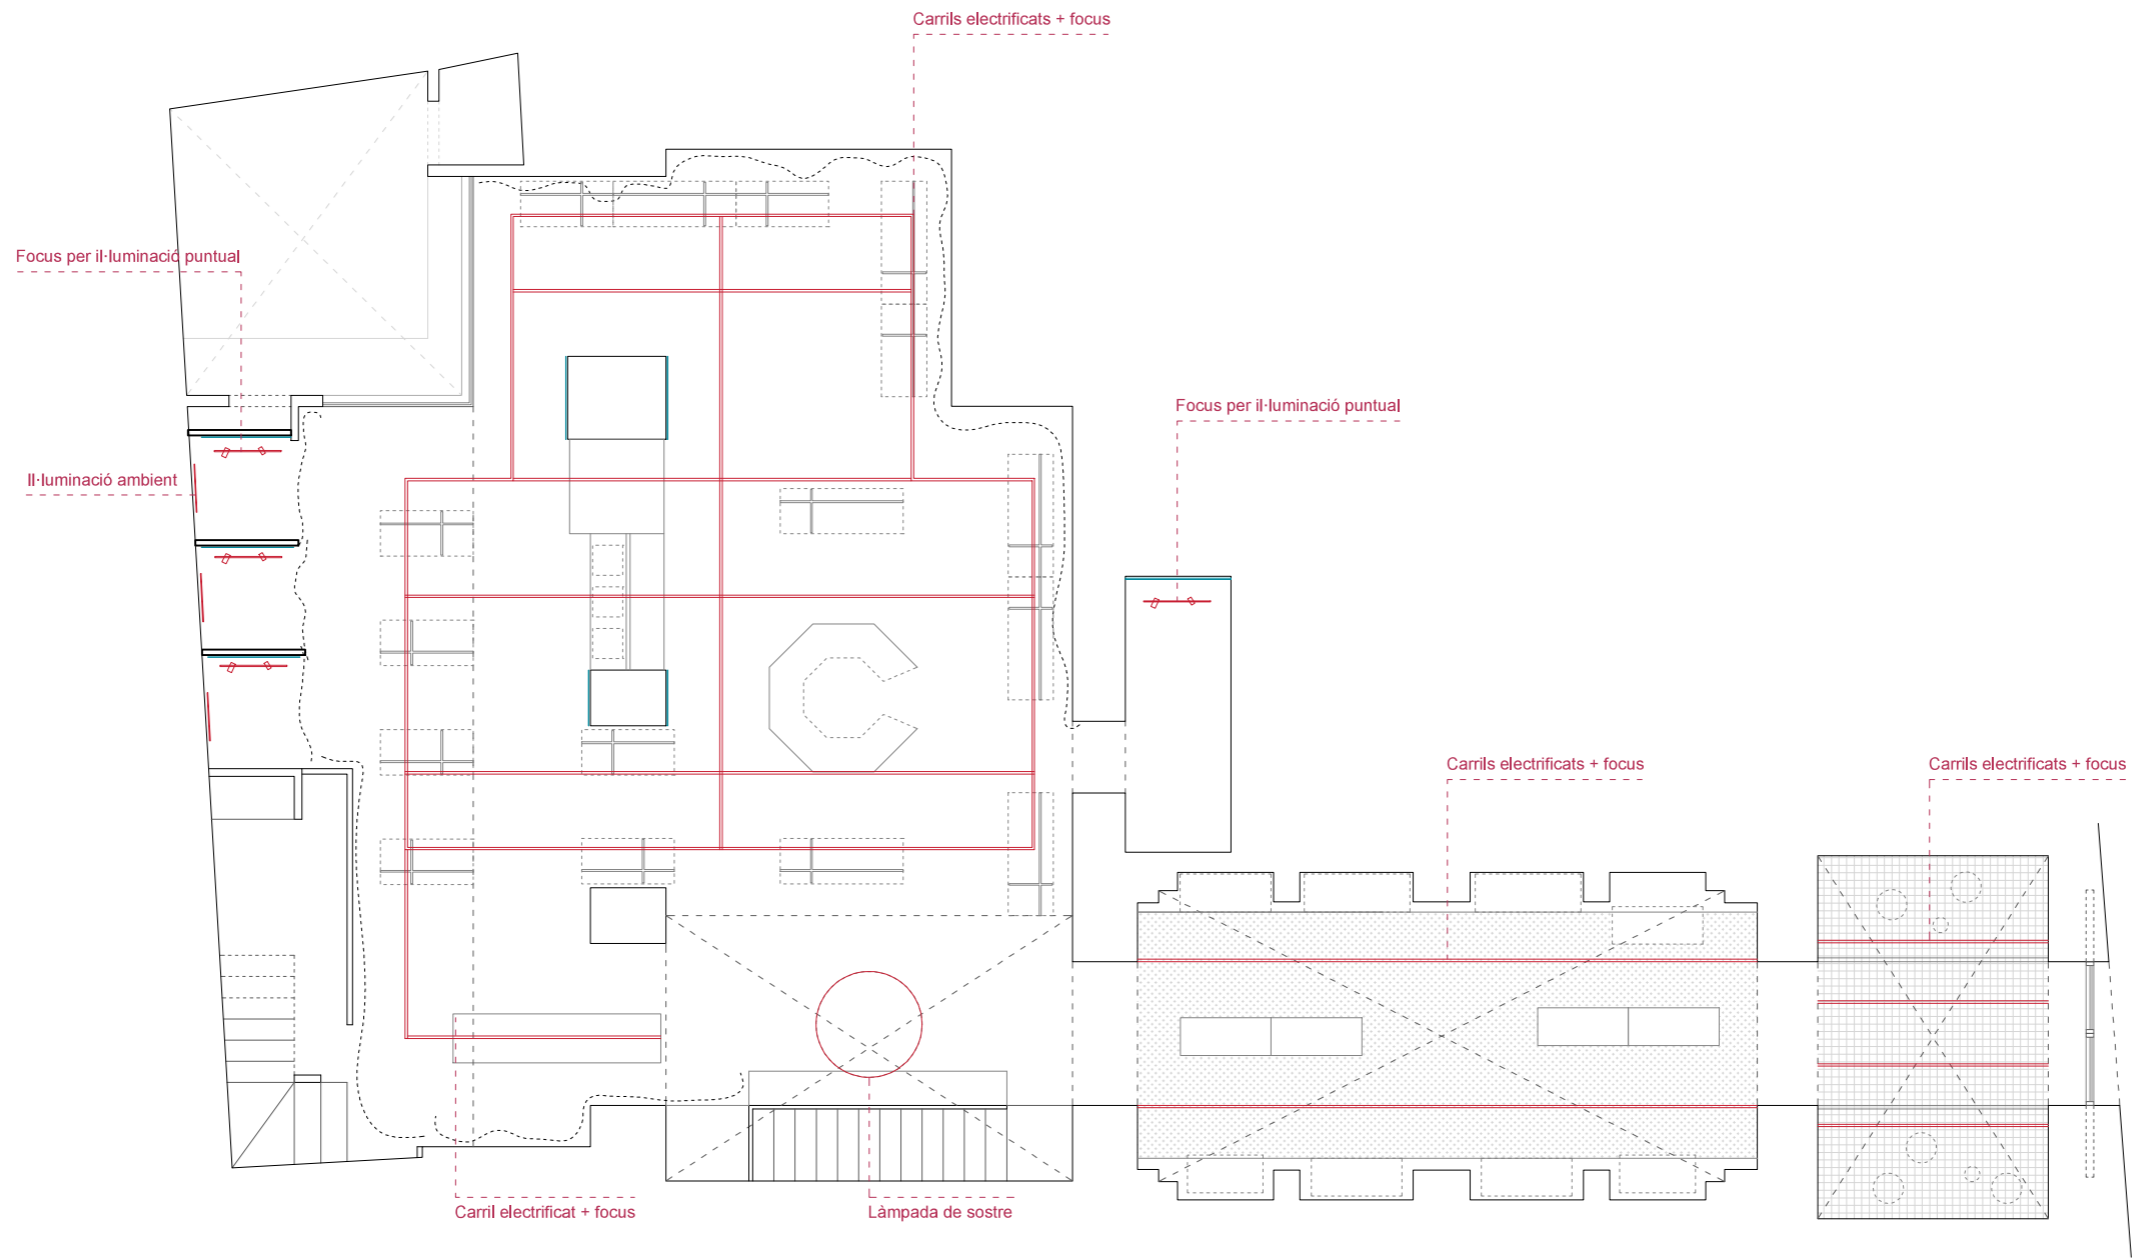 Carrils electrificats + focus
Focus per il·luminació puntual
Focus per il·luminació puntual
Il·luminació ambient
Carrils electrificats + focus
Carrils electrificats + focus
Carril electrificat + focus
Làmpada de sostre